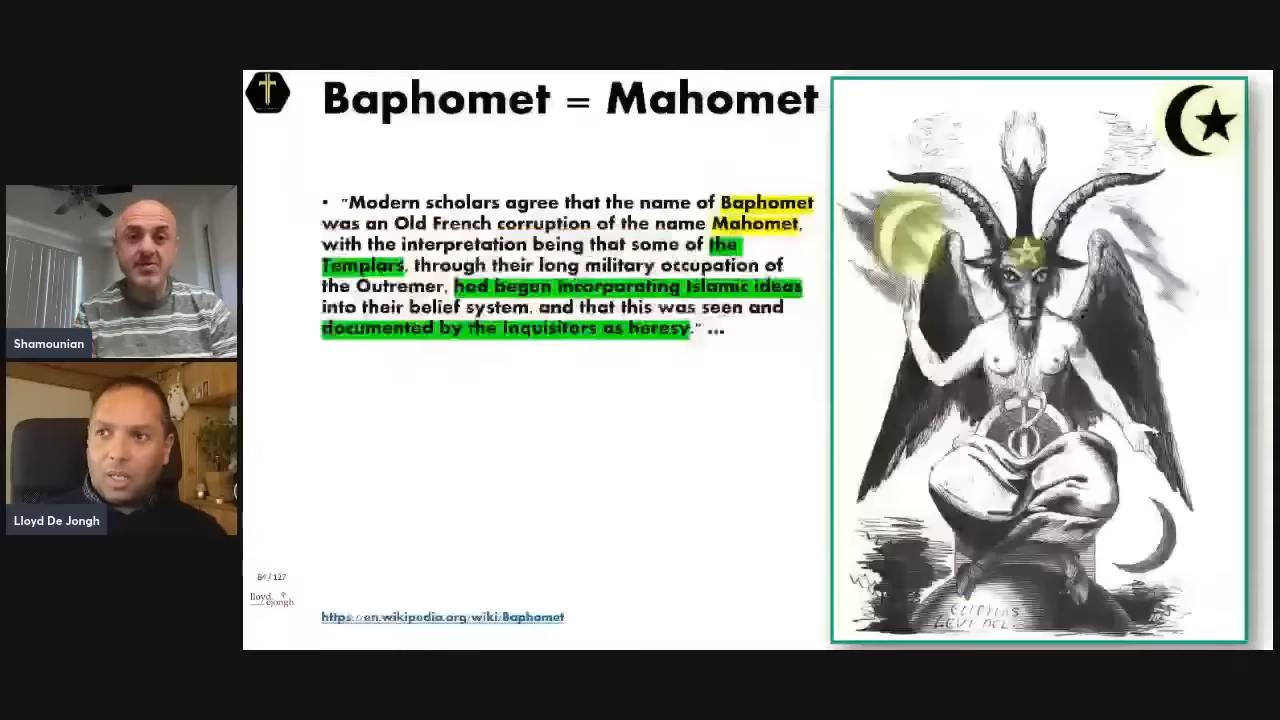 Baphomet = Mahomet
• "Modern scholars agree that the name of Baphomet
was an Old French corruption of the name Mahomet,
with the interpretation being that some of the
Templars, through their long military occupation of
the Outremer, had begun incorporating Islamic ideas
into their belief system, and that this was seen and
documented by the Inquisitors as heresy." ...
Shamounian
Lloyd De Jongh
/ 127
lloyd
ejongh
https://en.wikipedia.org/wiki/Baphomet